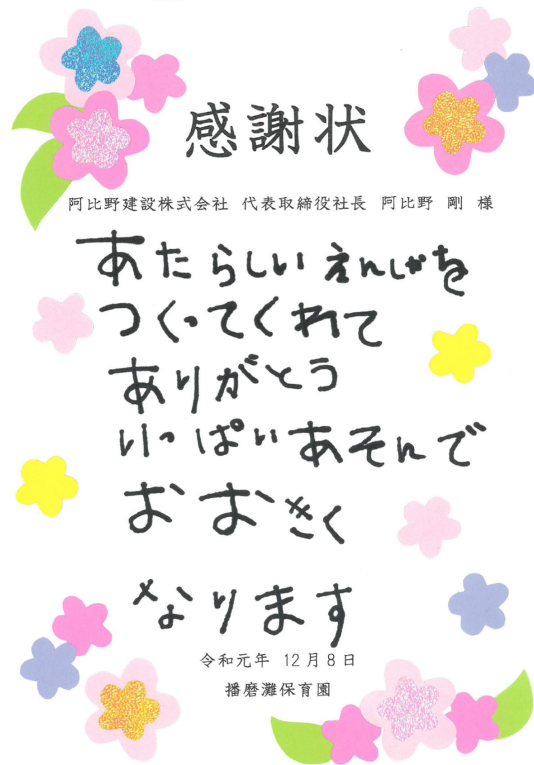 感謝状
阿比野建設株式会社 代表取締役社長 阿比野 剛 様
あたらしい えんしゃを
つくってくれて
ありがとう
いっぱいあそんで
おおきく
なります
令和元年 12月8日
播磨灘保育園